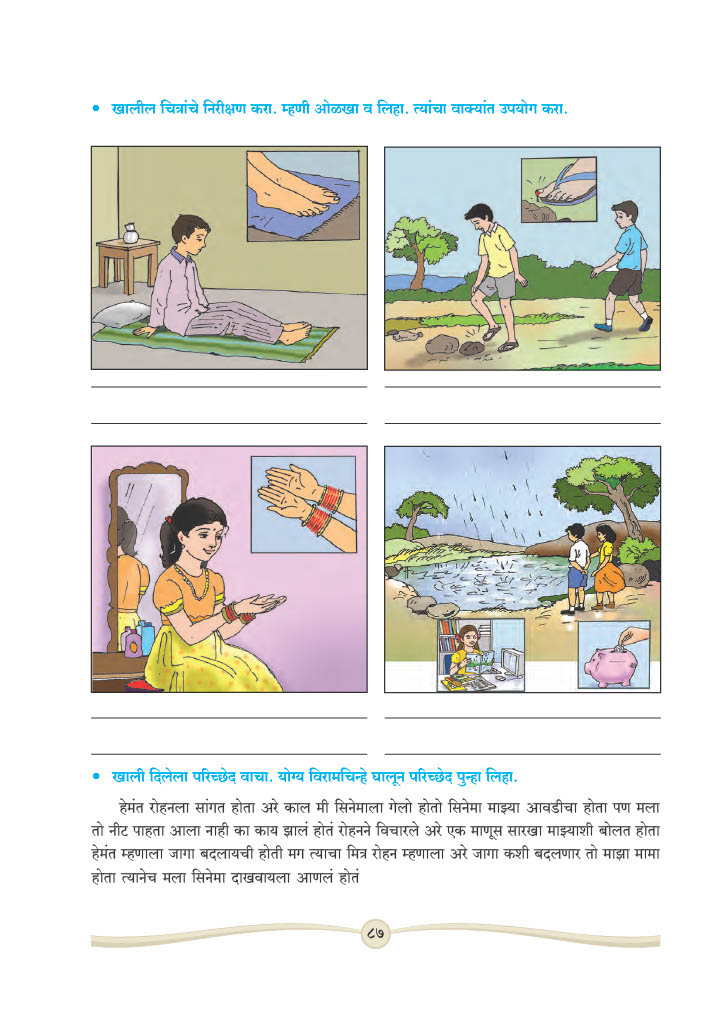 • खालील चित्रांचे निरीक्षण करा. म्हणी ओळखा व लिहा. त्यांचा वाक्यांत उपयोग करा.
• खाली दिलेला परिच्छेद वाचा. योग्य विरामचिन्हे घालून परिच्छेद पुन्हा लिहा.
हेमंत रोहनला सांगत होता अरे काल मी सिनेमाला गेलो होतो सिनेमा माझ्या आवडीचा होता पण मला
तो नीट पाहता आला नाही का काय झालं होतं रोहनने विचारले अरे एक माणूस सारखा माझ्याशी बोलत होता
हेमंत म्हणाला जागा बदलायची होती मग त्याचा मित्र रोहन म्हणाला अरे जागा कशी बदलणार तो माझा मामा
होता त्यानेच मला सिनेमा दाखवायला आणलं होतं
८७